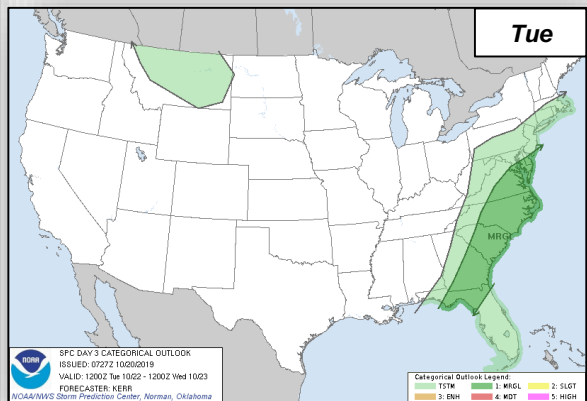 Tue
MRGL
NOAA
SPC DAY 3 CATEGORICAL OUTLOOK
ISSUED: 0727Z 10/20/2019
VALID: 1200Z Tue 10/22 - 1200Z Wed 10/23
FORECASTER: KERR
NOAA/NWS Storm Prediction Center, Norman, Oklahoma
Categorical Outlook Legend:
TSTM 1: MRGL 2: SLGT
3: ENH 4: MDT 5: HIGH